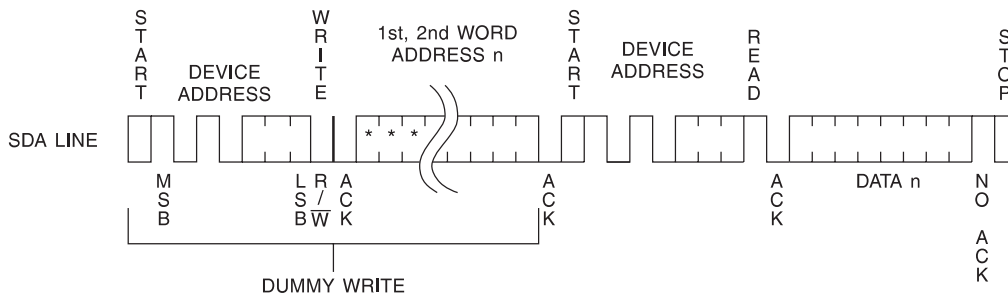 START
WRITE
1st, 2nd WORD
ADDRESS n
START
DEVICE
ADDRESS
READ
STOP
DEVICE
ADDRESS
SDA LINE
* * *
MSB
LSB
R/W
ACK
ACK
ACK
DATA n
NO ACK
DUMMY WRITE